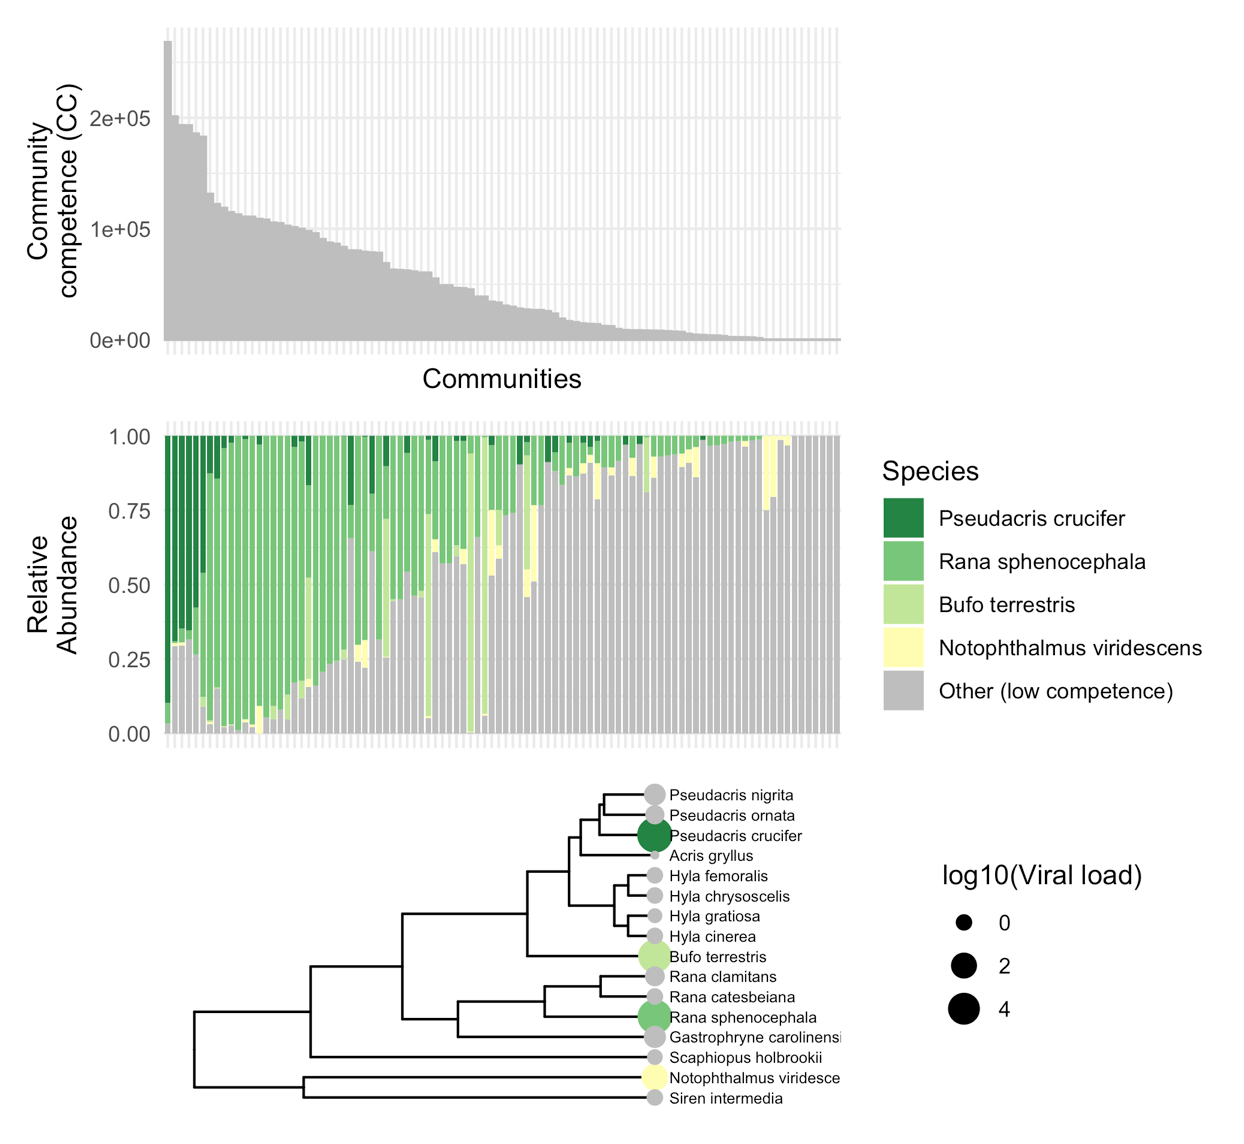 Community
competence (CC)
2e+05
1e+05
0e+00
Communities
Relative
Abundance
1.00
0.75
0.50
0.25
0.00
Species
Pseudacris crucifer
Rana sphenocephala
Bufo terrestris
Notophthalmus viridescens
Other (low competence)
Pseudacris nigrita
Pseudacris ornata
Pseudacris crucifer
Acris gryllus
Hyla femoralis
Hyla chrysoscelis
Hyla gratiosa
Hyla cinerea
Bufo terrestris
Rana clamitans
Rana catesbeiana
Rana sphenocephala
Gastrophryne carolinensi
Scaphiopus holbrookii
Notophthalmus viridesce
Siren intermedia
log10(Viral load)
0
2
4